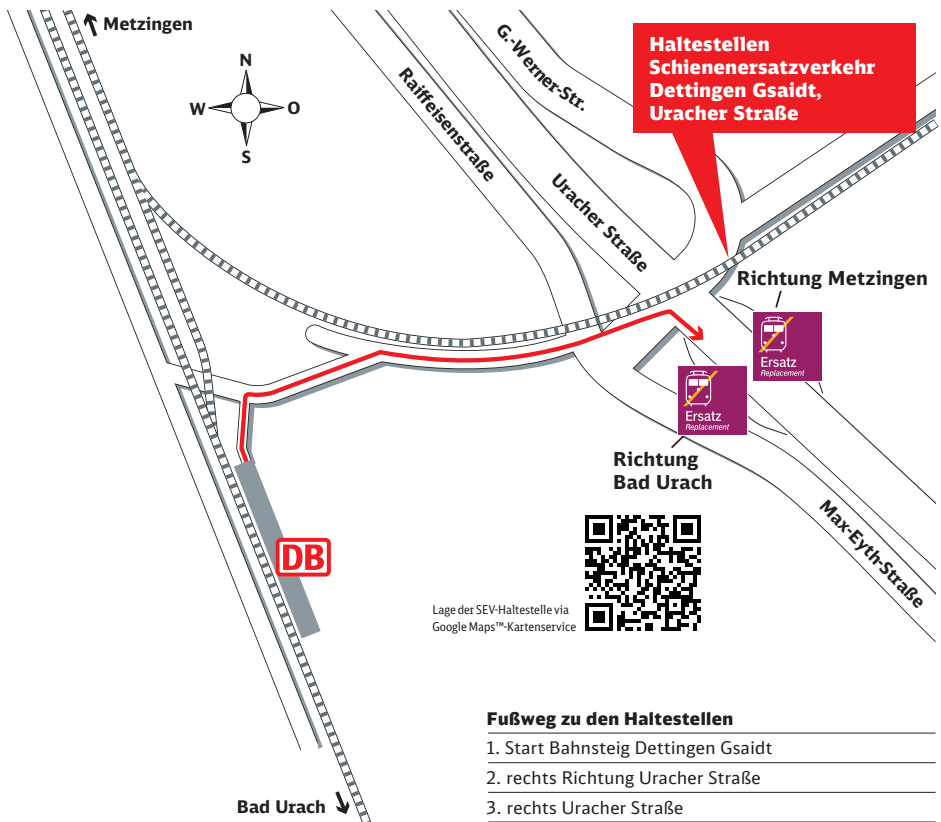 Metzingen
N
W
O
S
Raiffeisenstraße
G.-Werner-Str.
Uracher Straße
Haltestellen
Schienenersatzverkehr
Dettingen Gsaidt,
Uracher Straße
Richtung Metzingen
Ersatz
Replacement
Ersatz
Replacement
Richtung
Bad Urach
Max-Eyth-Straße
DB
Lage der SEV-Haltestelle via
Google Maps™-Kartenservice
Bad Urach
Fußweg zu den Haltestellen
1. Start Bahnsteig Dettingen Gsaidt
2. rechts Richtung Uracher Straße
3. rechts Uracher Straße